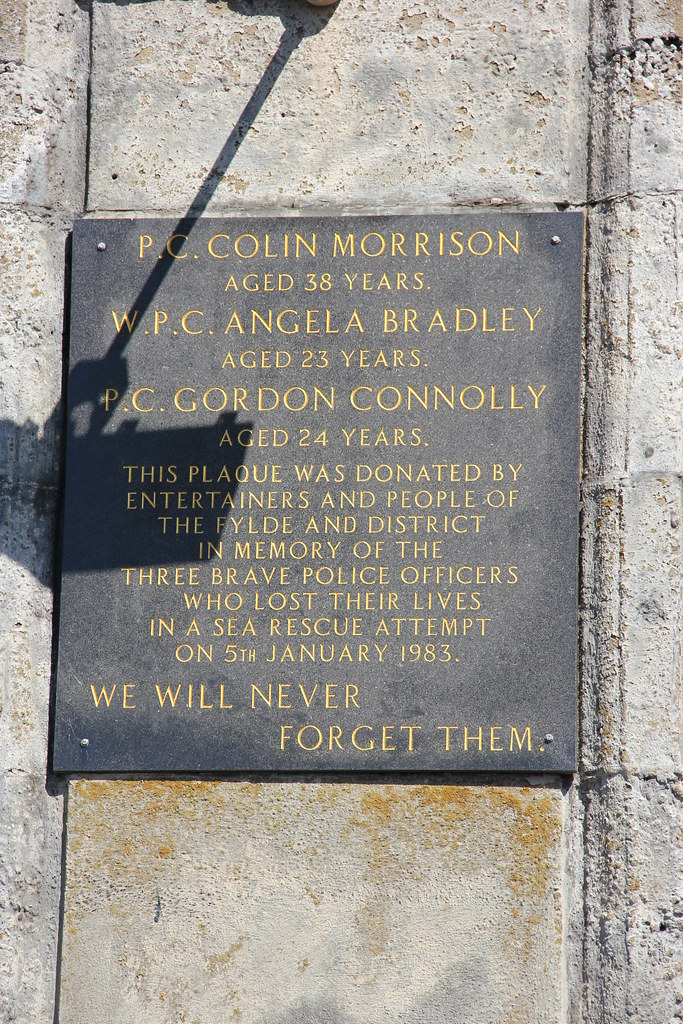 P.C. COLIN MORRISON
AGED 38 YEARS.
W.P.C. ANGELA BRADLEY
AGED 23 YEARS.
P.C. GORDON CONNOLLY
AGED 24 YEARS.
THIS PLAQUE WAS DONATED BY
ENTERTAINERS AND PEOPLE OF
THE FYLDE AND DISTRICT
IN MEMORY OF THE
THREE BRAVE POLICE OFFICERS
WHO LOST THEIR LIVES
IN A SEA RESCUE ATTEMPT
ON 5TH JANUARY 1983.
WE WILL NEVER
FORGET THEM.